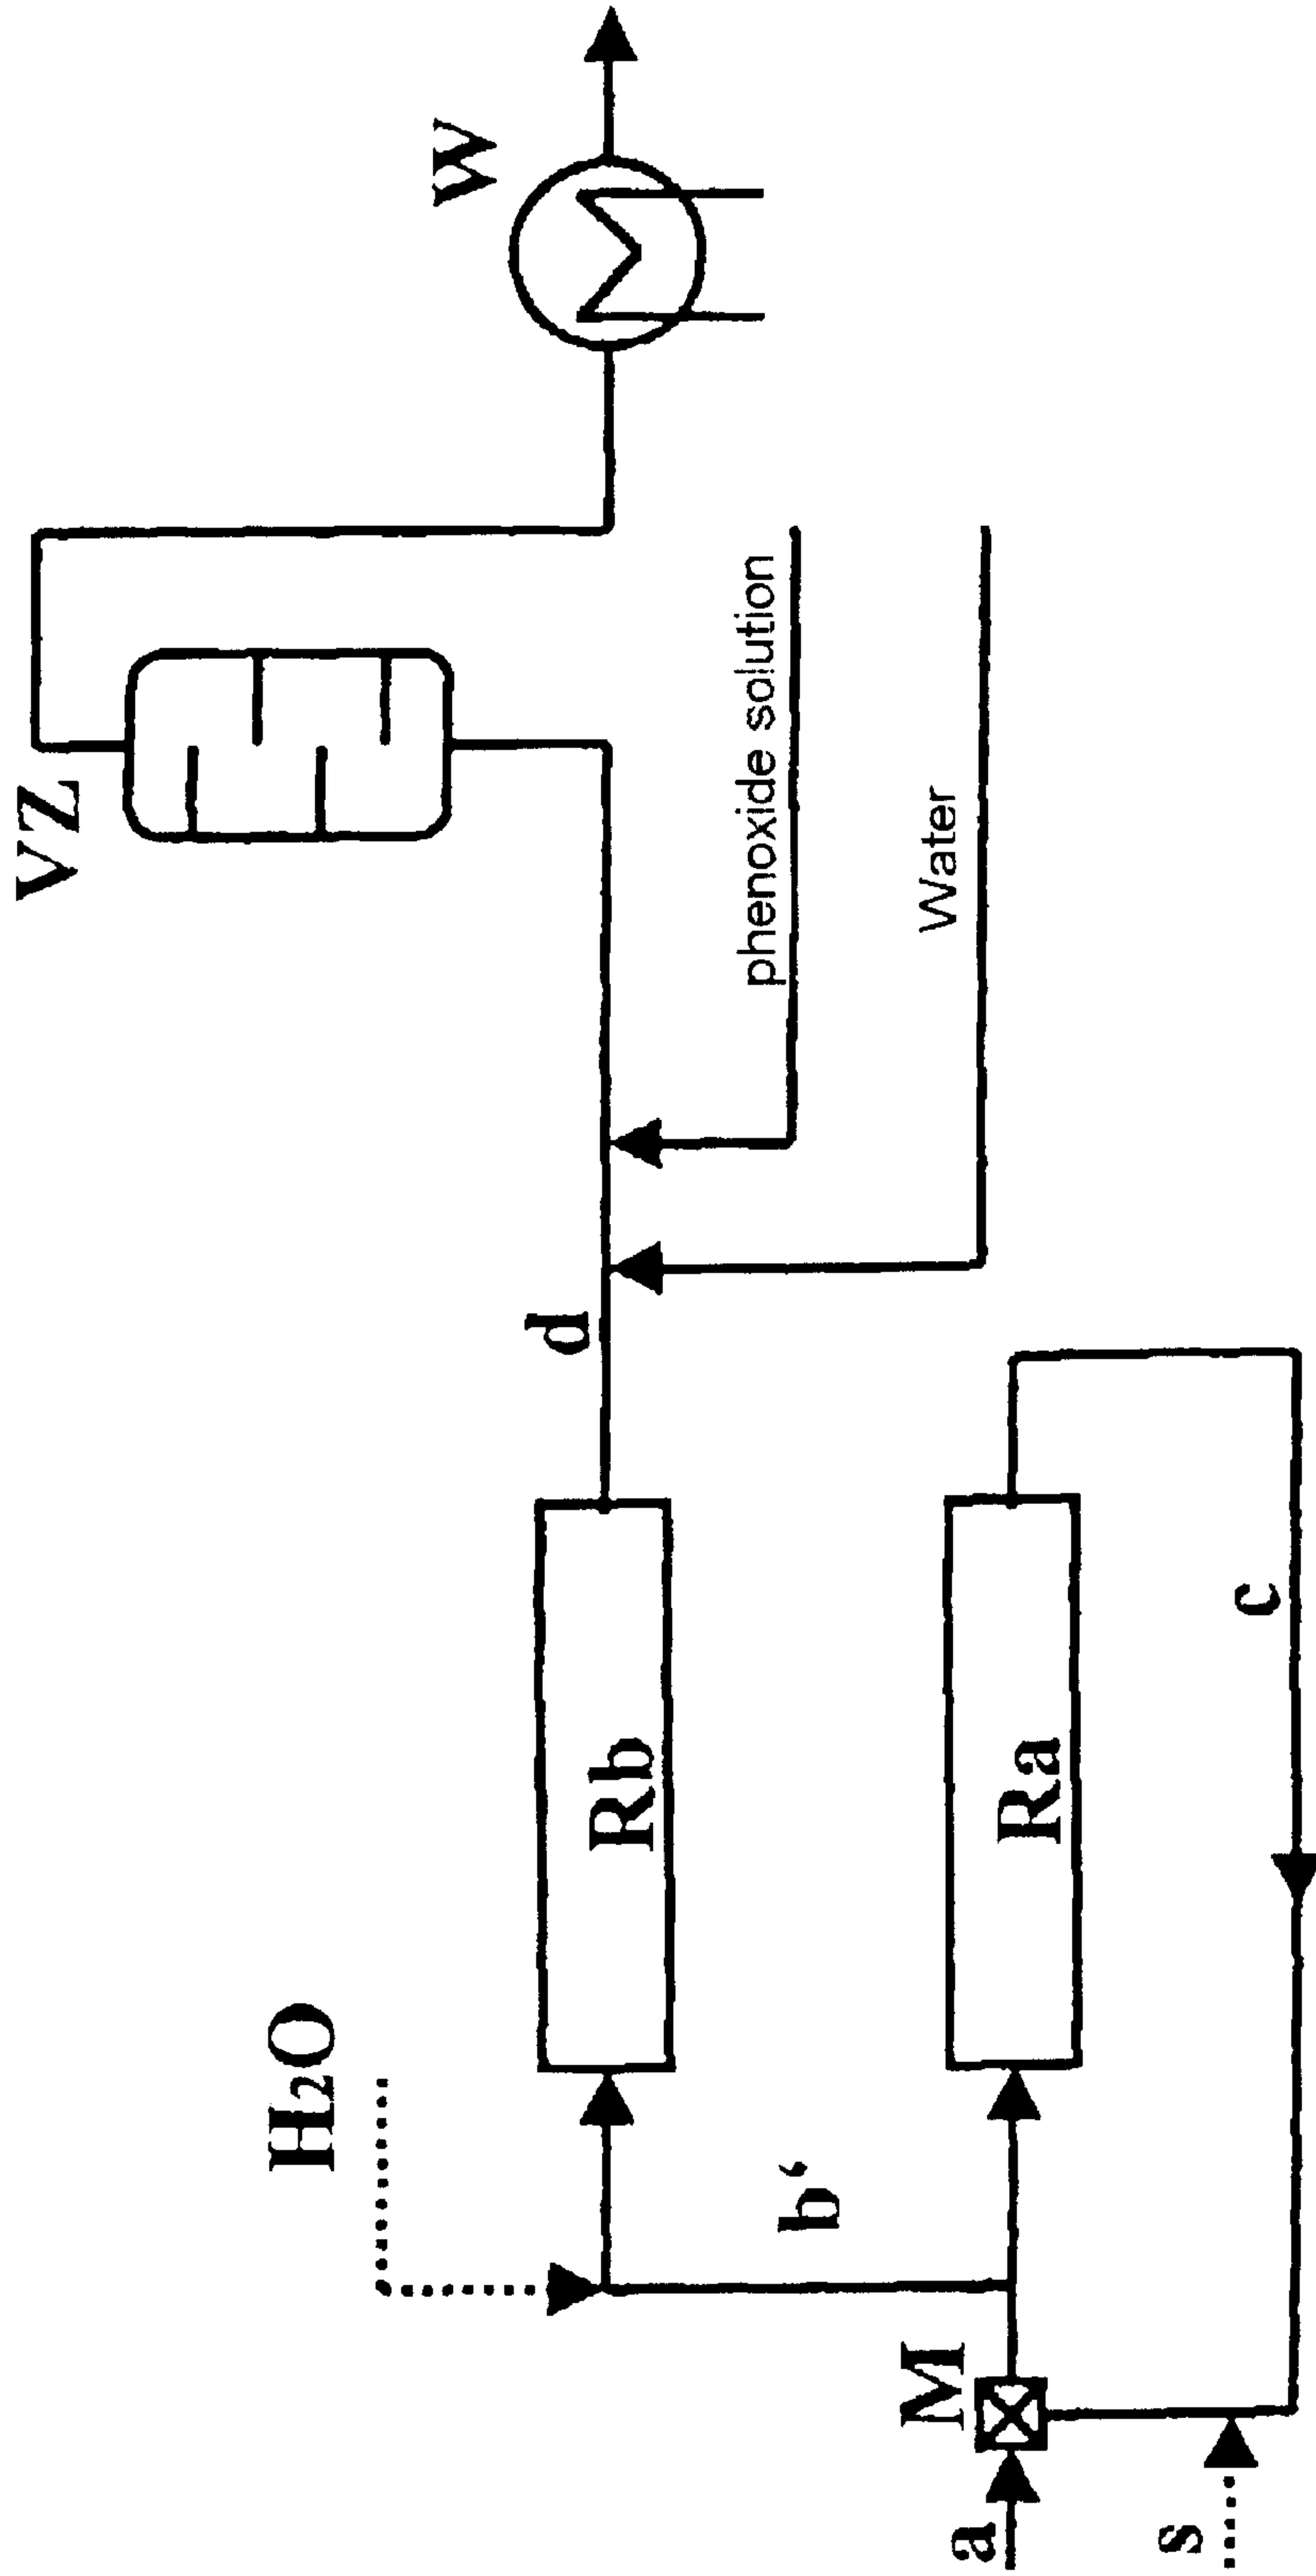 VZ
W
phenoxide solution
Water
d
H₂O
Rb
b‘
Ra
M
c
a
s